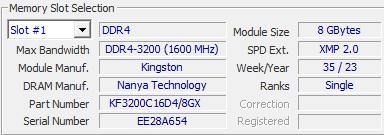 Memory Slot Selection
Slot #1 DDR4 Module Size 8 GBytes
Max Bandwidth DDR4-3200 (1600 MHz) SPD Ext. XMP 2.0
Module Manuf. Kingston Week/Year 35 / 23
DRAM Manuf. Nanya Technology Ranks Single
Part Number KF3200C16D4/8GX Correction
Serial Number EE28A654 Registered